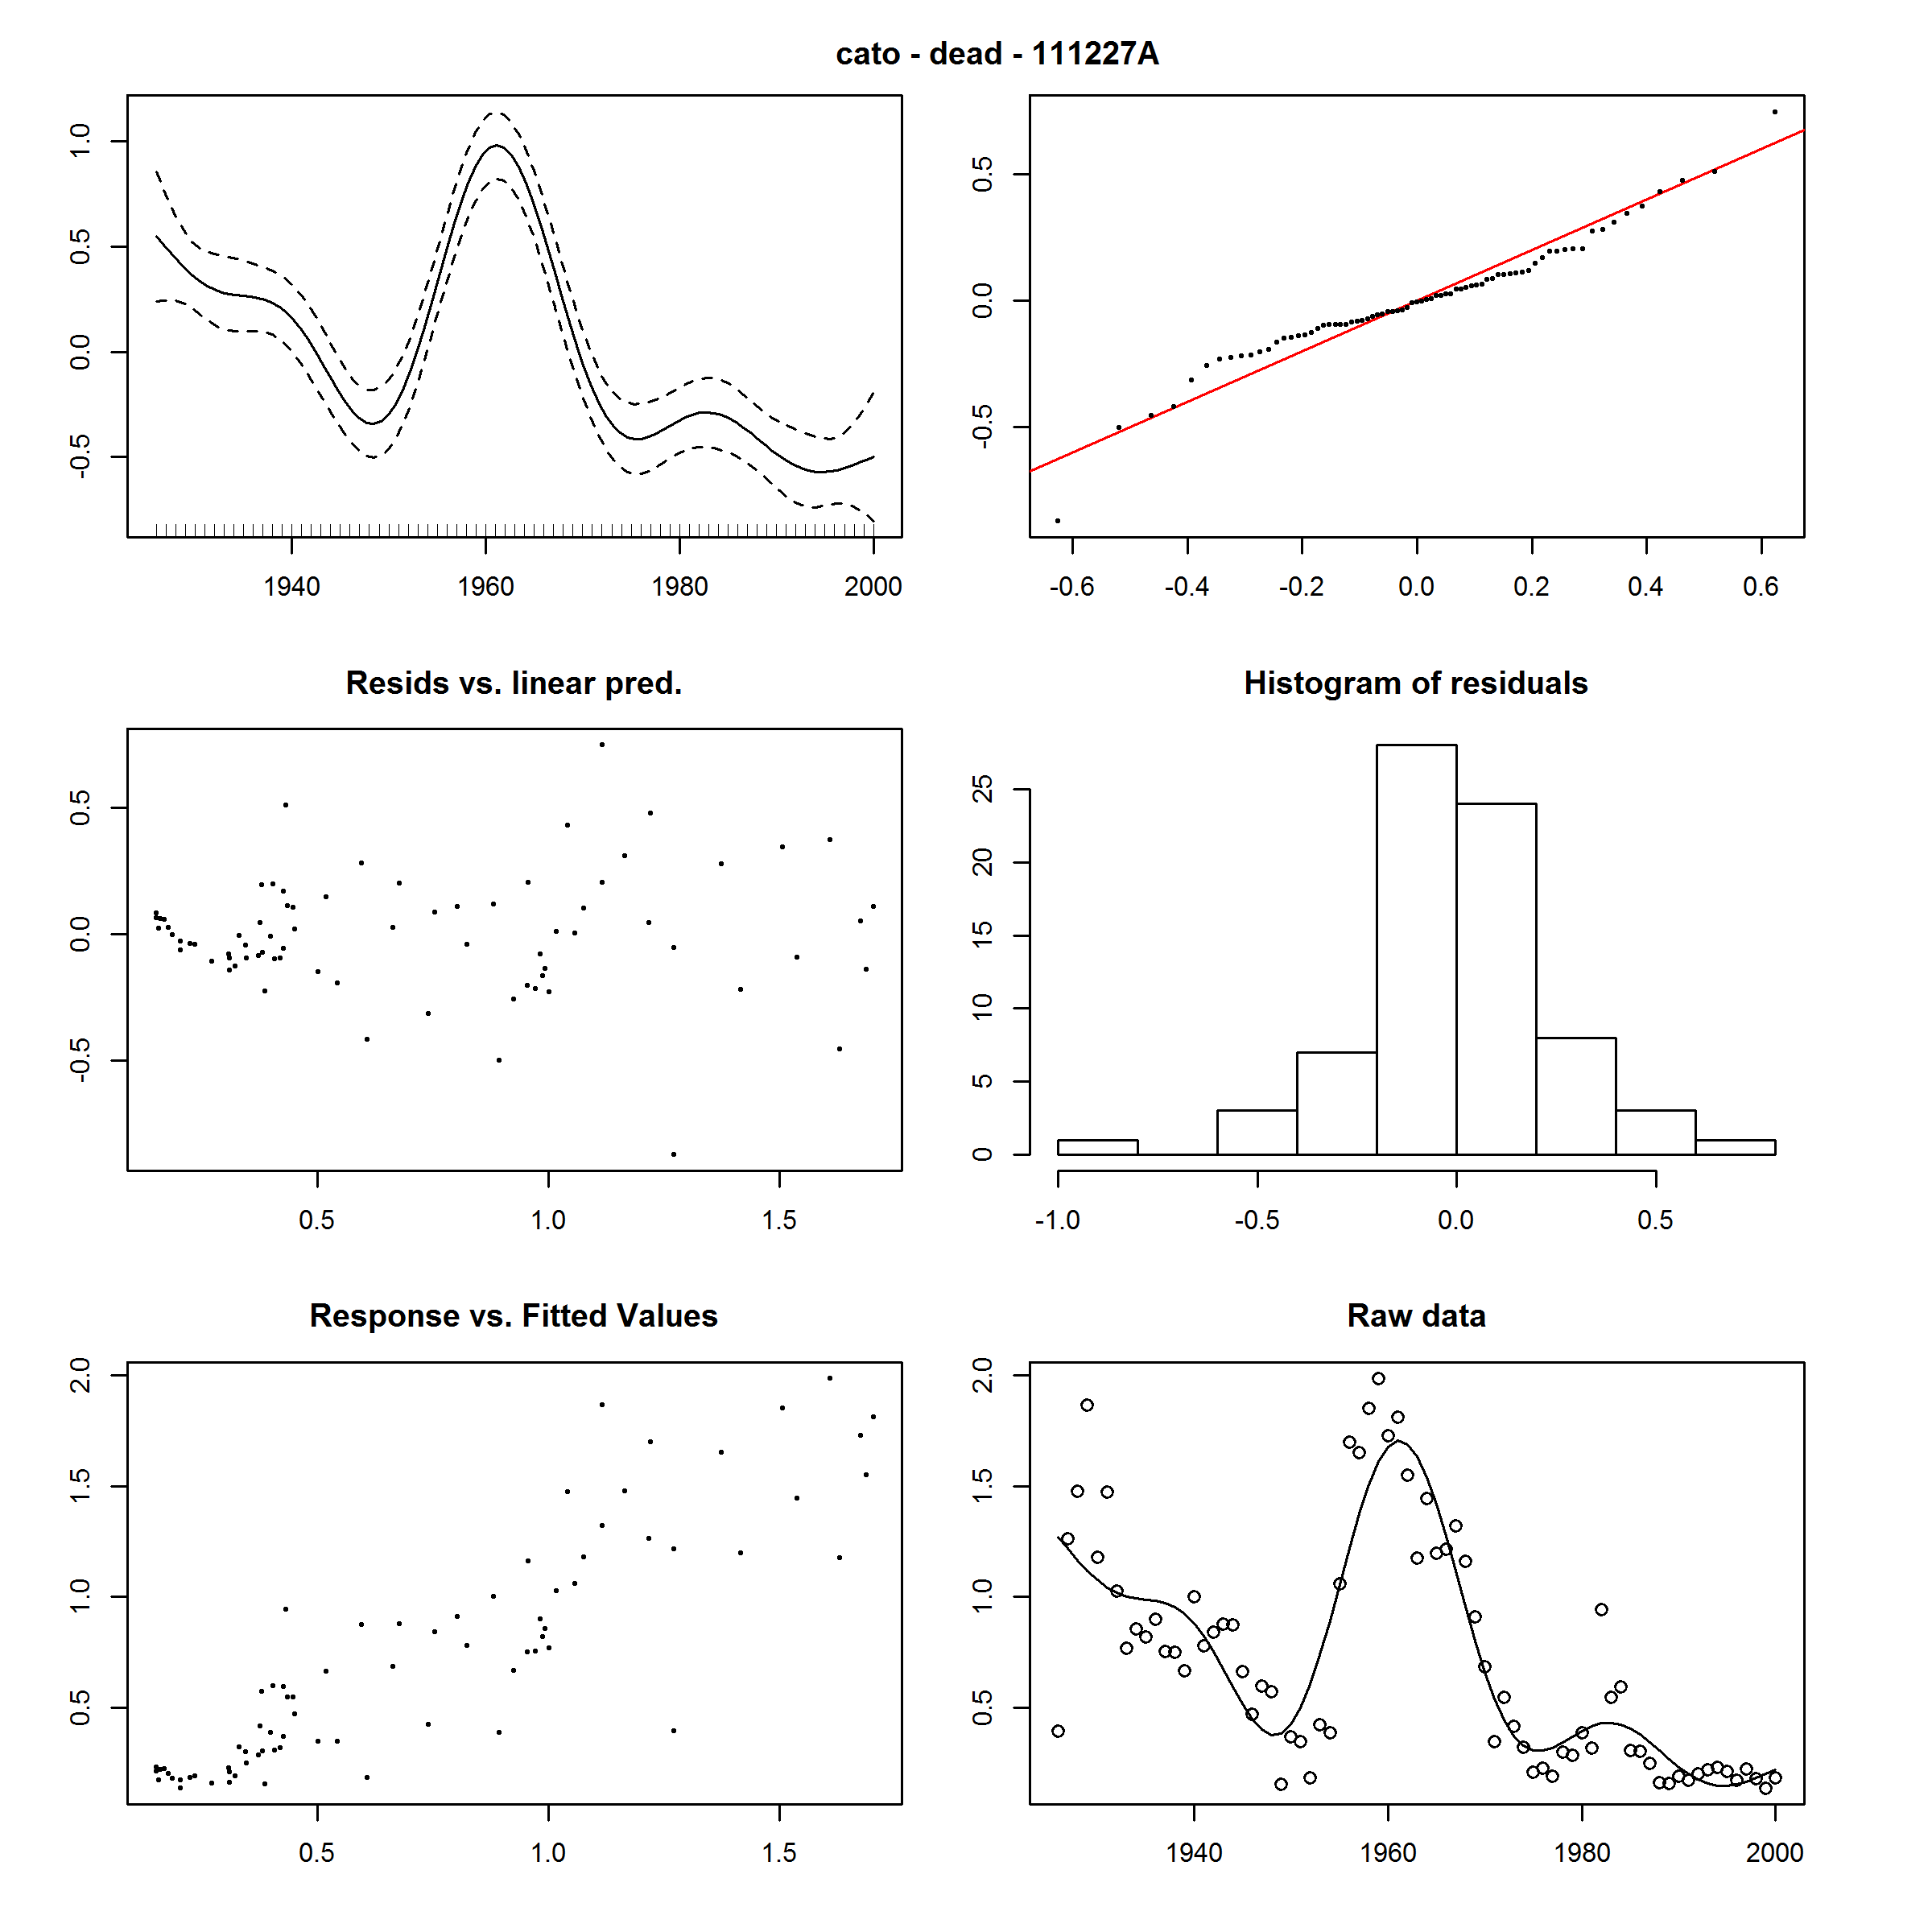 cato - dead - 111227A
1.0
0.5
0.0
-0.5
1940 1960 1980 2000
0.5
0.0
-0.5
-0.6 -0.4 -0.2 0.0 0.2 0.4 0.6
Resids vs. linear pred.
0.5
0.0
-0.5
0.5 1.0 1.5
Histogram of residuals
25
20
15
10
5
0
-1.0 -0.5 0.0 0.5
Response vs. Fitted Values
2.0
1.5
1.0
0.5
0.5 1.0 1.5
Raw data
2.0
1.5
1.0
0.5
1940 1960 1980 2000